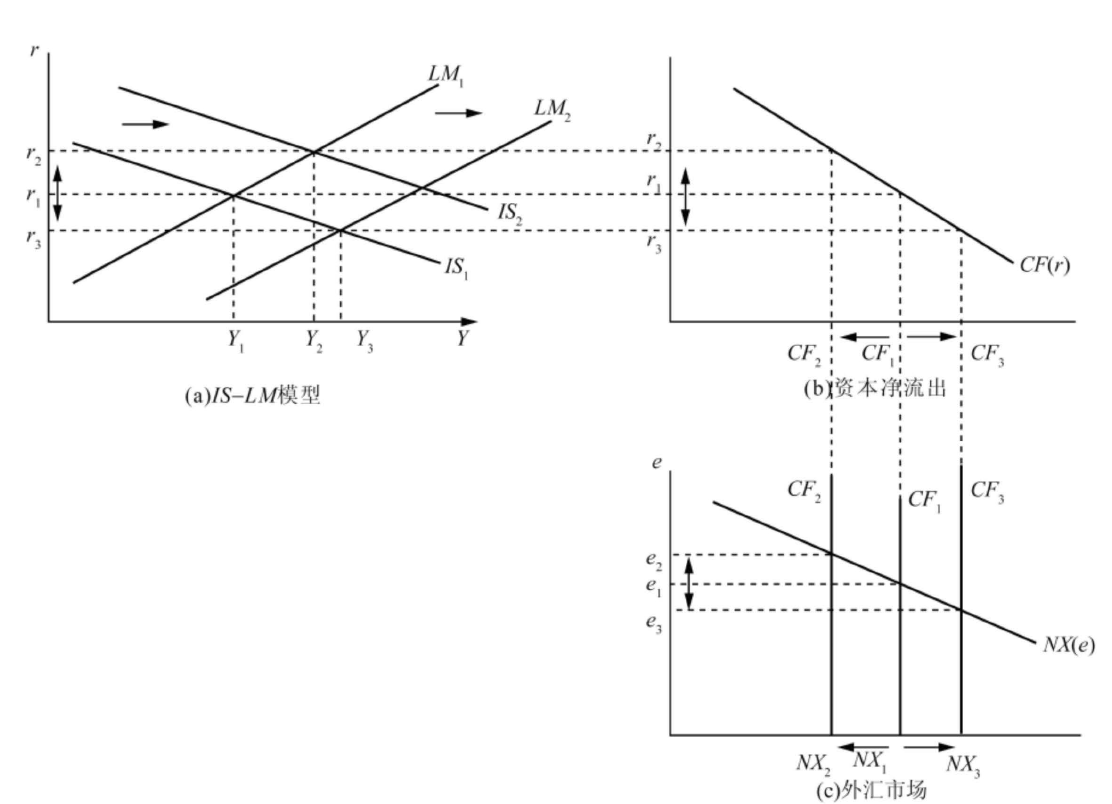 r
LM₁
LM₂
r₂
r₁
r₃
IS₂
IS₁
Y₁ Y₂ Y₃ Y
(a)IS–LM模型
r₂
r₁
r₃
CF(r)
CF₂ CF₁ CF₃
(b)资本净流出
e
CF₂ CF₁ CF₃
e₂
e₁
e₃
NX(e)
NX₂ NX₁ NX₃
(c)外汇市场